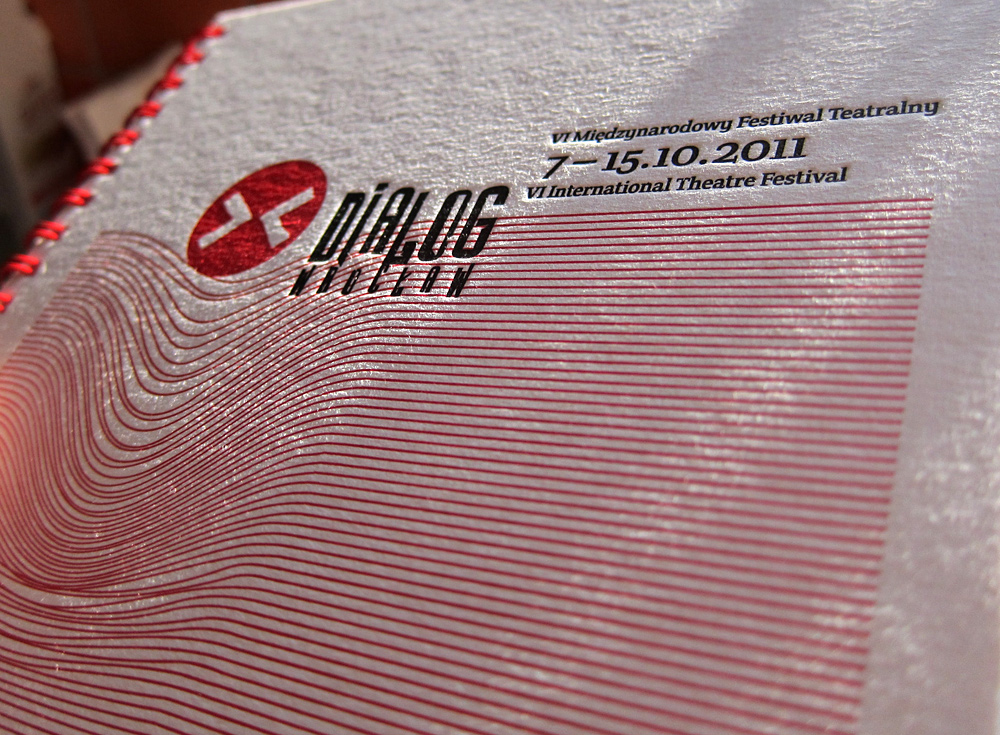 VI Międzynarodowy Festiwal Teatralny
7–15.10.2011
VI International Theatre Festival
DiALOG
WROCŁAW